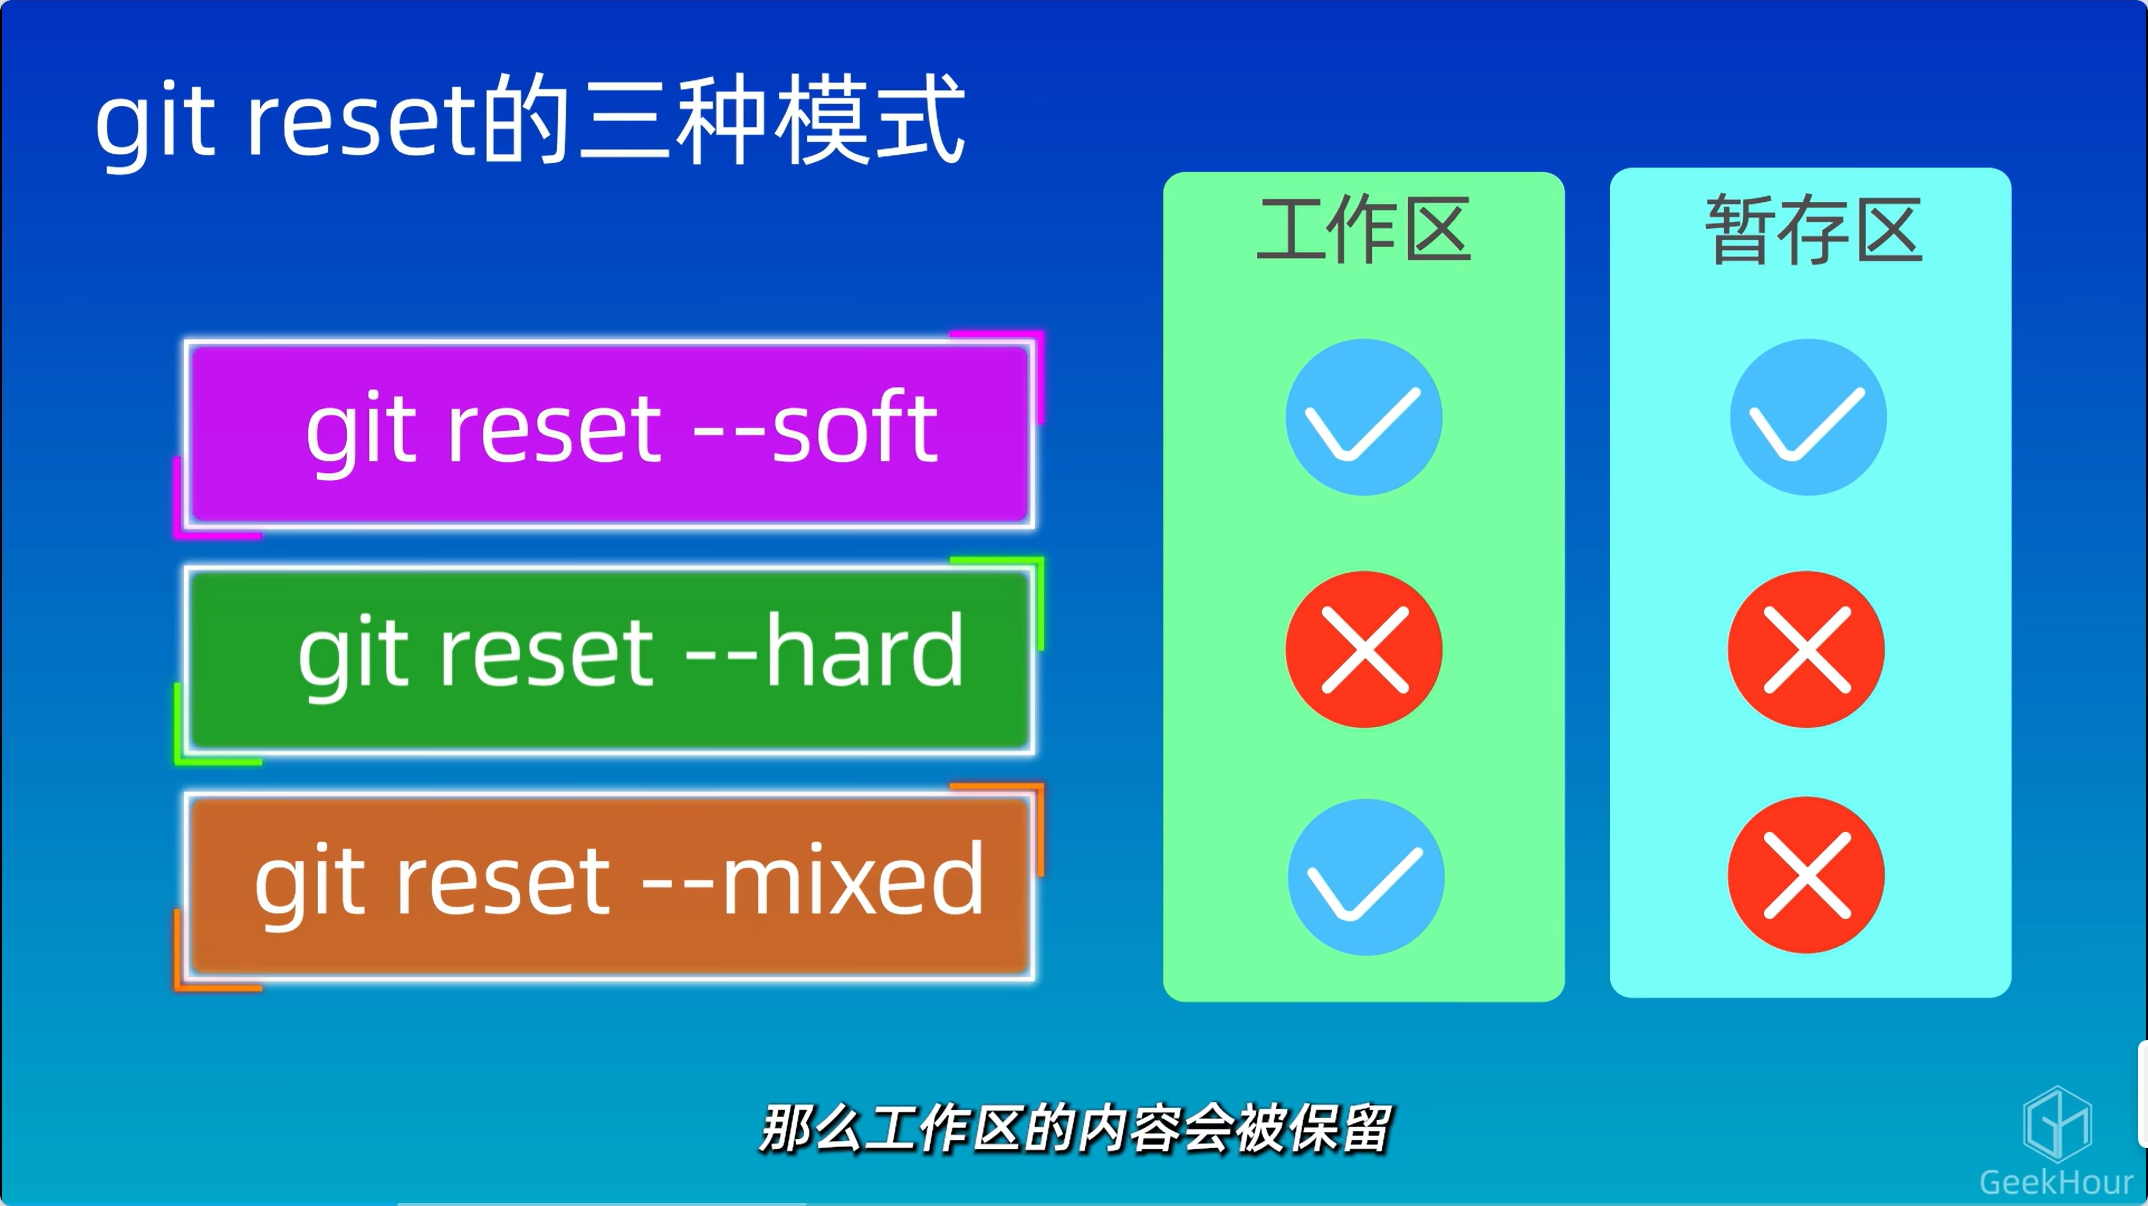 git reset的三种模式
工作区
暂存区
git reset --soft
git reset --hard
git reset --mixed
那么工作区的内容会被保留
GeekHour